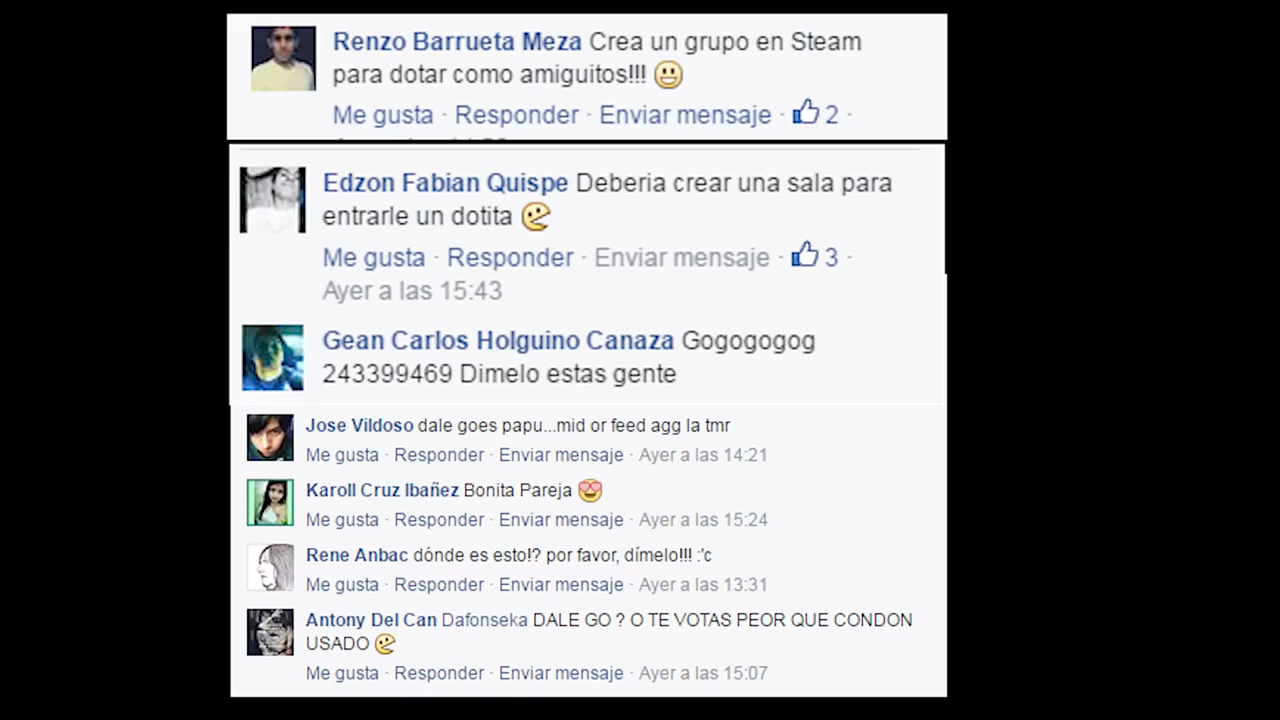 Renzo Barrueta Meza Crea un grupo en Steam
para dotar como amiguitos!!!
Me gusta · Responder · Enviar mensaje · 2 ·
Edzon Fabian Quispe Deberia crear una sala para
entrarle un dotita
Me gusta · Responder · Enviar mensaje · 3 ·
Ayer a las 15:43
Gean Carlos Holguino Canaza Gogogogog
243399469 Dimelo estas gente
Jose Vildoso dale goes papu...mid or feed agg la tmr
Me gusta · Responder · Enviar mensaje · Ayer a las 14:21
Karoll Cruz Ibañez Bonita Pareja
Me gusta · Responder · Enviar mensaje · Ayer a las 15:24
Rene Anbac dónde es esto!? por favor, dímelo!!! :'c
Me gusta · Responder · Enviar mensaje · Ayer a las 13:31
Antony Del Can Dafonseka DALE GO ? O TE VOTAS PEOR QUE CONDON
USADO
Me gusta · Responder · Enviar mensaje · Ayer a las 15:07